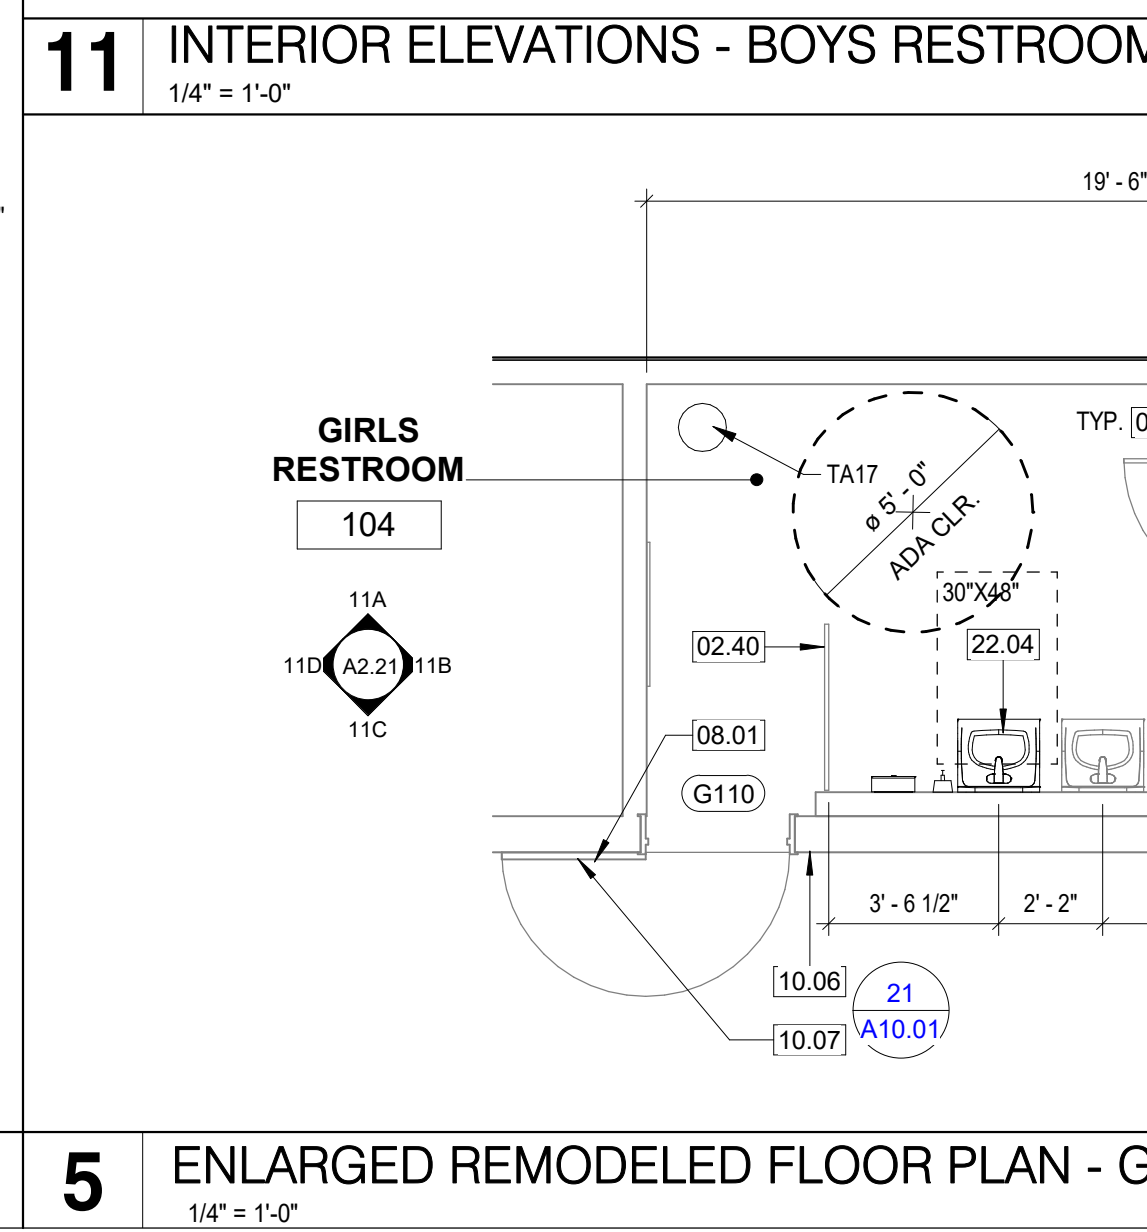 11 INTERIOR ELEVATIONS - BOYS RESTROOM
1/4" = 1'-0"
19' - 6"
"
GIRLS
RESTROOM
104
TYP. 0
TA17
ø 5' - 0"
ADA CLR.
30"X48"
11A
11D A2.21 11B
11C
02.40
22.04
08.01
G110
3' - 6 1/2" 2' - 2"
10.06
21
A10.01
10.07
5 ENLARGED REMODELED FLOOR PLAN - G
1/4" = 1'-0"